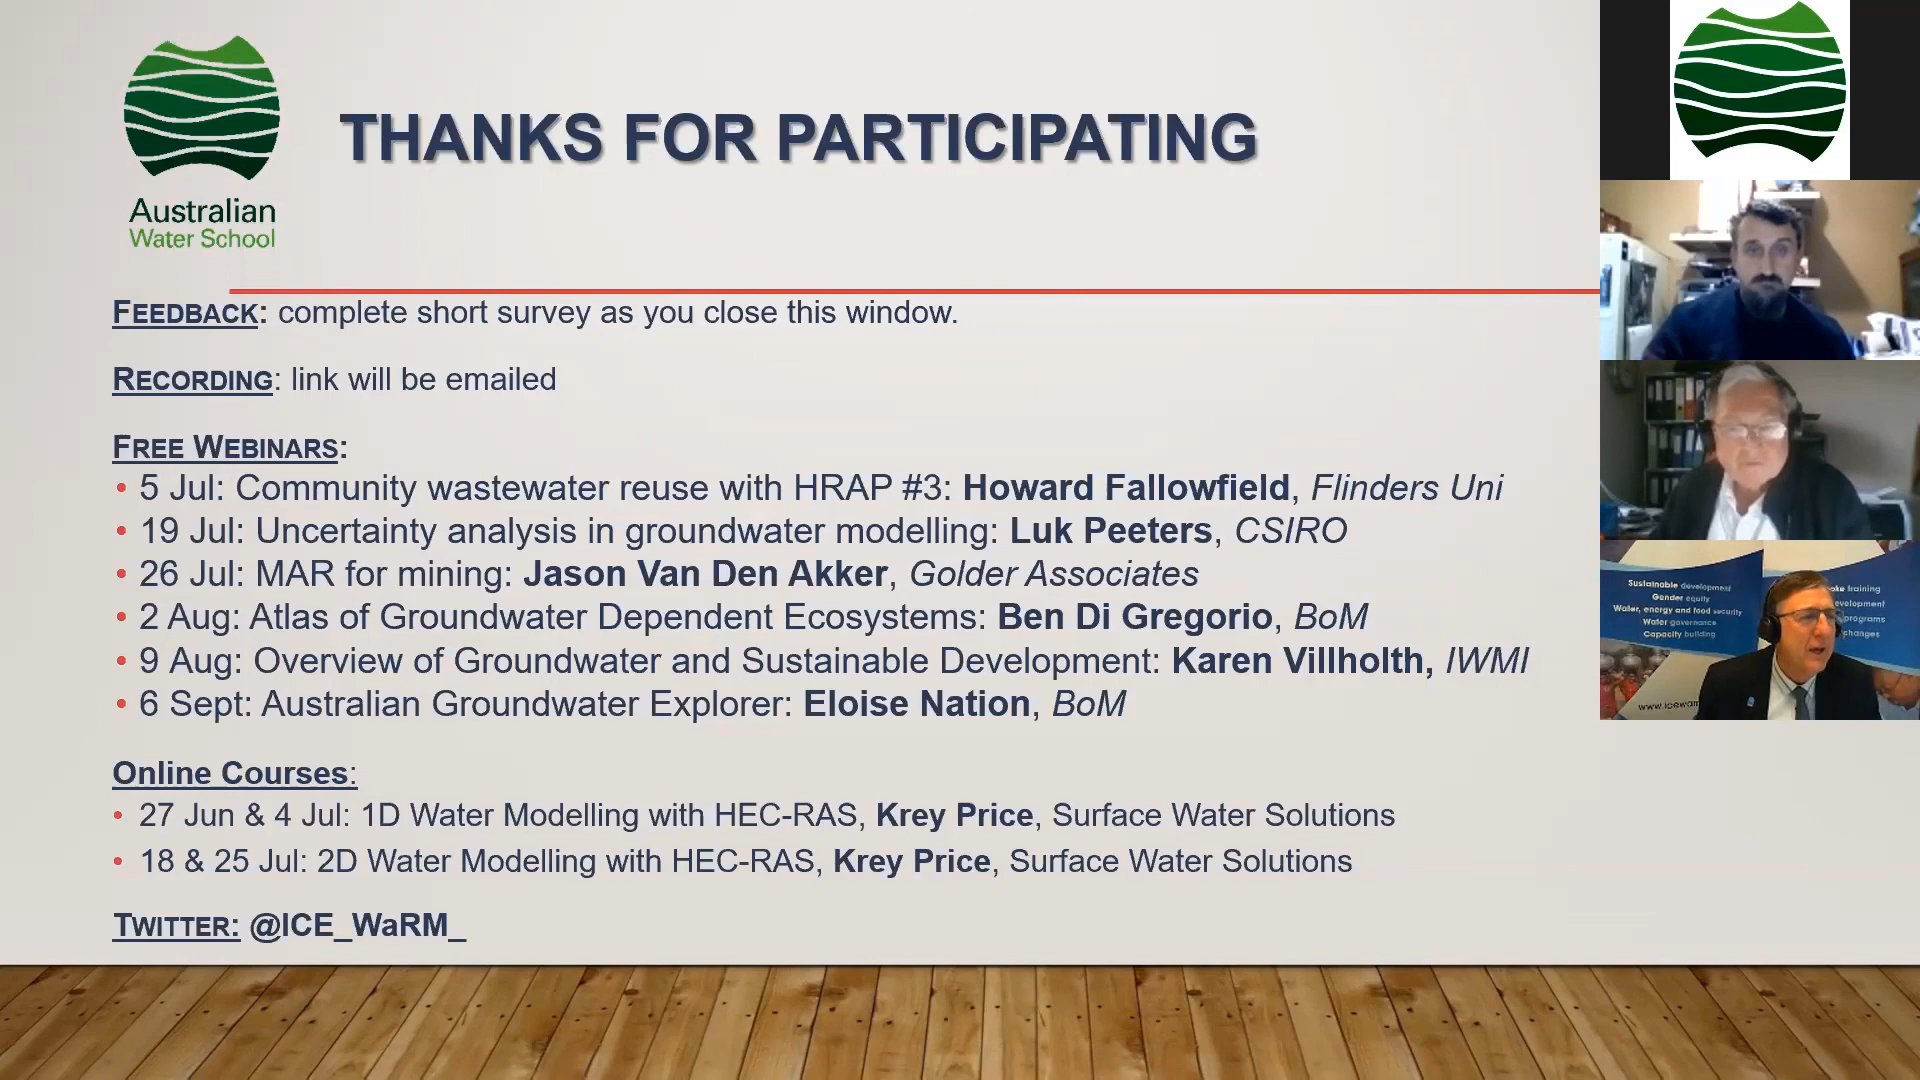 Australian
Water School
THANKS FOR PARTICIPATING
FEEDBACK: complete short survey as you close this window.
RECORDING: link will be emailed
FREE WEBINARS:
• 5 Jul: Community wastewater reuse with HRAP #3: Howard Fallowfield, Flinders Uni
• 19 Jul: Uncertainty analysis in groundwater modelling: Luk Peeters, CSIRO
• 26 Jul: MAR for mining: Jason Van Den Akker, Golder Associates
• 2 Aug: Atlas of Groundwater Dependent Ecosystems: Ben Di Gregorio, BoM
• 9 Aug: Overview of Groundwater and Sustainable Development: Karen Villholth, IWMI
• 6 Sept: Australian Groundwater Explorer: Eloise Nation, BoM
Online Courses:
• 27 Jun & 4 Jul: 1D Water Modelling with HEC-RAS, Krey Price, Surface Water Solutions
• 18 & 25 Jul: 2D Water Modelling with HEC-RAS, Krey Price, Surface Water Solutions
TWITTER: @ICE_WaRM_
Sustainable development
Gender equity
Water, energy and food security
Water governance
Capacity building
training
programs
changes